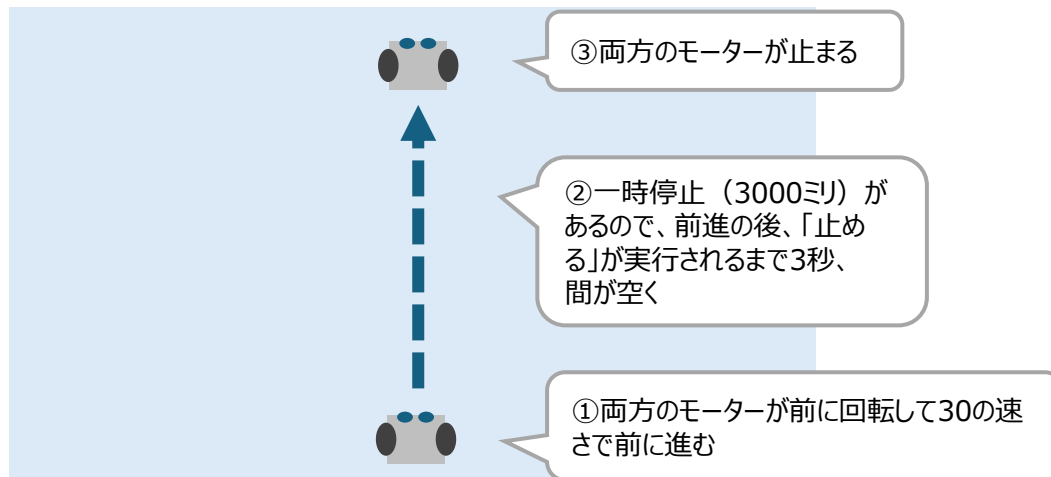 ③両方のモーターが止まる
②一時停止（3000ミリ）が
あるので、前進の後、「止め
る」が実行されるまで3秒、
間が空く
①両方のモーターが前に回転して30の速
さで前に進む